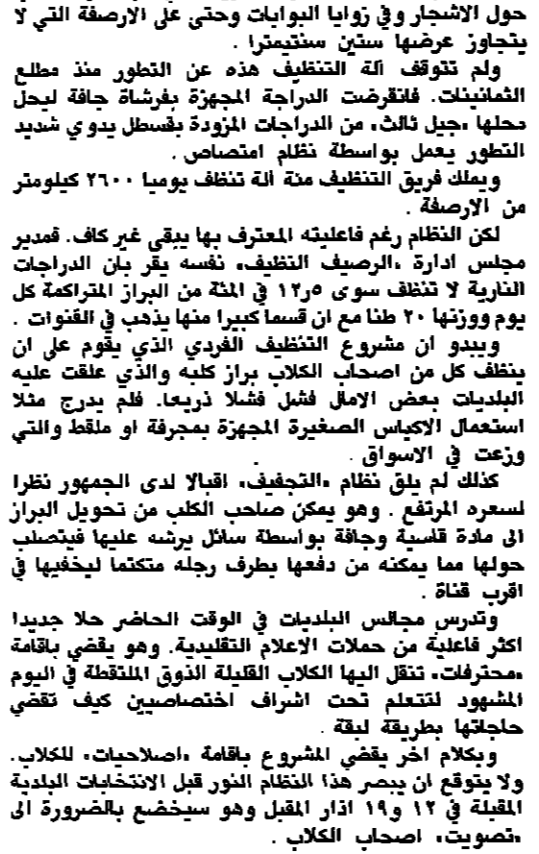 حول الاشجار وفي زوايا البوابات وحتى على الارصفة التي لا
يتجاوز عرضها ستين سنتيمترا .
ولم تتوقف آلة التنظيف هذه عن التطور منذ مطلع
الثمانينات. فانقرضت الدراجة المجهزة بفرشاة جافة ليحل
محلها «جيل ثالث» من الدراجات المزودة بقسطل يدوي شديد
التطور يعمل بواسطة نظام امتصاص .
ويملك فريق التنظيف مئة آلة تنظف يوميا ٢٦٠٠ كيلومتر
من الارصفة .
لكن النظام رغم فاعليته المعترف بها يبقى غير كاف. فمدير
مجلس ادارة «الرصيف النظيف» نفسه يقر بان الدراجات
النارية لا تنظف سوى ١٢٫٥ في المئة من البراز المتراكمة كل
يوم ووزنها ٢٠ طنا مع ان قسما كبيرا منها يذهب في القنوات .
ويبدو ان مشروع التنظيف الفردي الذي يقوم على ان
ينظف كل من اصحاب الكلاب براز كلبه والذي علقت عليه
البلديات بعض الامال فشل فشلا ذريعا. فلم يدرج مثلا
استعمال الاكياس الصغيرة المجهزة بمجرفة او ملقط والتي
وزعت في الاسواق .
كذلك لم يلق نظام «التجفيف» اقبالا لدى الجمهور نظرا
لسعره المرتفع . وهو يمكن صاحب الكلب من تحويل البراز
الى مادة قاسية وجافة بواسطة سائل يرشه عليها فيتصلب
حولها مما يمكنه من دفعها بطرف رجله متكتما ليخفيها في
اقرب قناة .
وتدرس مجالس البلديات في الوقت الحاضر حلا جديدا
اكثر فاعلية من حملات الاعلام التقليدية. وهو يقضي باقامة
«محترفات» تنقل اليها الكلاب القليلة الذوق الملتقطة في اليوم
المشهود لتتعلم تحت اشراف اختصاصيين كيف تقضي
حاجاتها بطريقة لبقة .
وبكلام اخر يقضي المشروع باقامة «اصلاحيات» للكلاب.
ولا يتوقع ان يبصر هذا النظام النور قبل الانتخابات البلدية
المقبلة في ١٢ و١٩ اذار المقبل وهو سيخضع بالضرورة الى
«تصويت» اصحاب الكلاب .